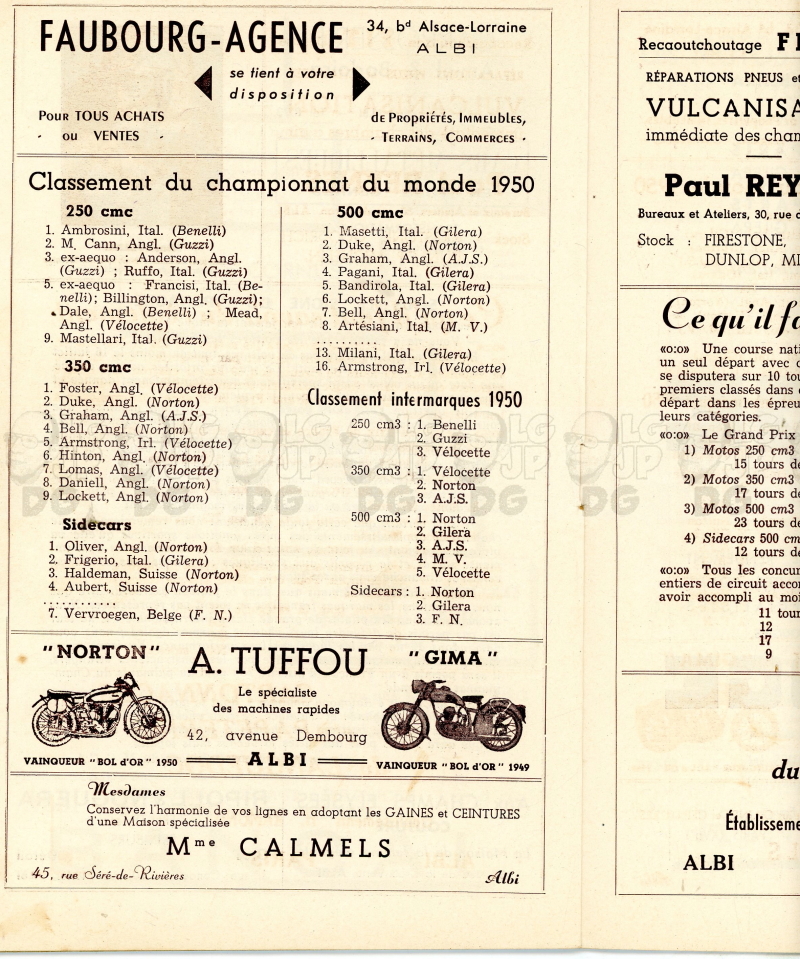 FAUBOURG-AGENCE
34, bd Alsace-Lorraine
ALBI
se tient à votre
disposition
Pour TOUS ACHATS
- ou VENTES -
de Propriétés, Immeubles,
- Terrains, Commerces -
Classement du championnat du monde 1950
250 cmc
1. Ambrosini, Ital. (Benelli)
2. M. Cann, Angl. (Guzzi)
3. ex-aequo : Anderson, Angl.
(Guzzi) ; Ruffo, Ital. (Guzzi)
5. ex-aequo : Francisi, Ital. (Be-
nelli); Billington, Angl. (Guzzi);
Dale, Angl. (Benelli) ; Mead,
Angl. (Vélocette)
9. Mastellari, Ital. (Guzzi)
350 cmc
1. Foster, Angl. (Vélocette)
2. Duke, Angl. (Norton)
3. Graham, Angl. (A.J.S.)
4. Bell, Angl. (Norton)
5. Armstrong, Irl. (Vélocette)
6. Hinton, Angl. (Norton)
7. Lomas, Angl. (Vélocette)
8. Daniell, Angl. (Norton)
9. Lockett, Angl. (Norton)
Sidecars
1. Oliver, Angl. (Norton)
2. Frigerio, Ital. (Gilera)
3. Haldeman, Suisse (Norton)
4. Aubert, Suisse (Norton)
............
7. Vervroegen, Belge (F. N.)
500 cmc
1. Masetti, Ital. (Gilera)
2. Duke, Angl. (Norton)
3. Graham, Angl. (A.J.S.)
4. Pagani, Ital. (Gilera)
5. Bandirola, Ital. (Gilera)
6. Lockett, Angl. (Norton)
7. Bell, Angl. (Norton)
8. Artésiani, Ital. (M. V.)
..........
13. Milani, Ital. (Gilera)
16. Armstrong, Irl. (Vélocette)
Classement intermarques 1950
250 cm3 : 1. Benelli
2. Guzzi
3. Vélocette
350 cm3 : 1. Vélocette
2. Norton
3. A.J.S.
500 cm3 : 1. Norton
2. Gilera
3. A.J.S.
4. M. V.
5. Vélocette
Sidecars : 1. Norton
2. Gilera
3. F. N.
"NORTON"
A. TUFFOU
"GIMA"
Le spécialiste
des machines rapides
42, avenue Dembourg
ALBI
VAINQUEUR "BOL d'OR" 1950
VAINQUEUR "BOL d'OR" 1949
Mesdames
Conservez l'harmonie de vos lignes en adoptant les GAINES et CEINTURES
d'une Maison spécialisée
Mme CALMELS
45, rue Séré-de-Rivières
Albi
Recaoutchoutage
RÉPARATIONS PNEUS
VULCANISA
immédiate des
Paul REY
Bureaux et Ateliers, 30, rue
Stock : FIRESTONE,
DUNLOP,
Ce qu'il
«o:o» Une course
un seul départ avec
se disputera sur 10
premiers classés dans
départ dans les
leurs catégories.
«o:o» Le Grand Prix
1) Motos 250 cm3
15 tours
2) Motos 350 cm3
17 tours
3) Motos 500 cm3
23 tours
4) Sidecars 500
12 tours
«o:o» Tous les
entiers de circuit
avoir accompli au
11
12
17
9
du
ALBI
LG
JP
DG